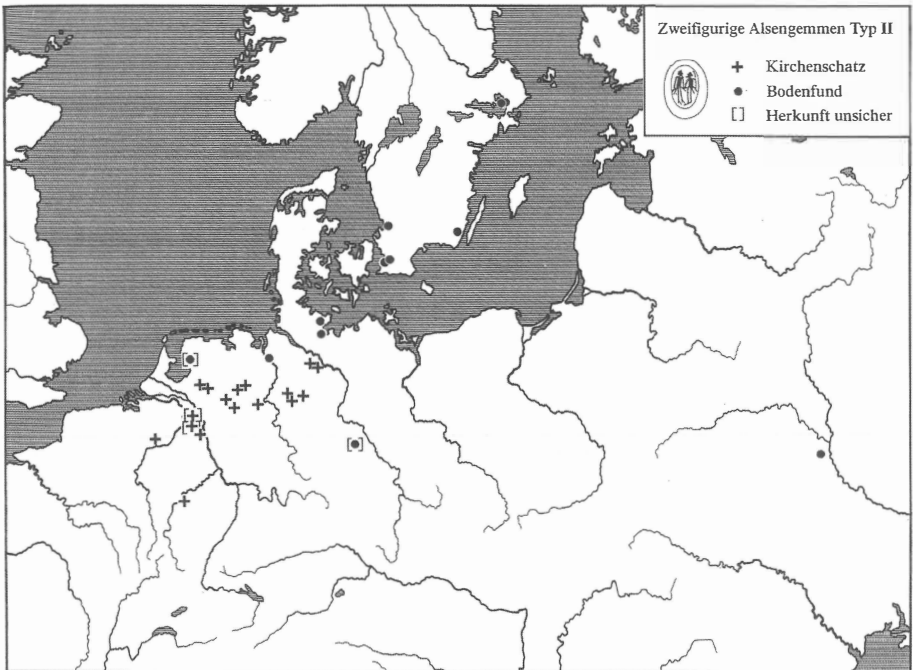 Zweifigurige Alsengemmen Typ II
+ Kirchenschatz
● Bodenfund
[ ] Herkunft unsicher